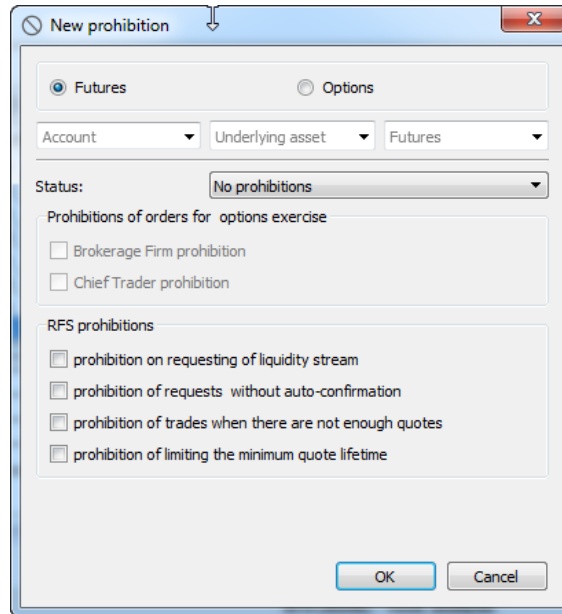 New prohibition
Futures Options
Account Underlying asset Futures
Status: No prohibitions
Prohibitions of orders for options exercise
Brokerage Firm prohibition
Chief Trader prohibition
RFS prohibitions
prohibition on requesting of liquidity stream
prohibition of requests without auto-confirmation
prohibition of trades when there are not enough quotes
prohibition of limiting the minimum quote lifetime
OK Cancel